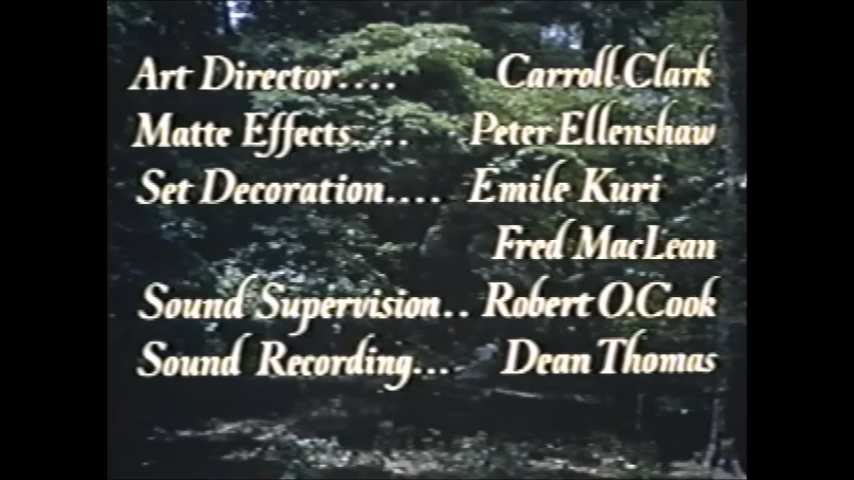 Art Director.... Carroll Clark
Matte Effects.... Peter Ellenshaw
Set Decoration.... Emile Kuri
Fred MacLean
Sound Supervision.. Robert O. Cook
Sound Recording... Dean Thomas